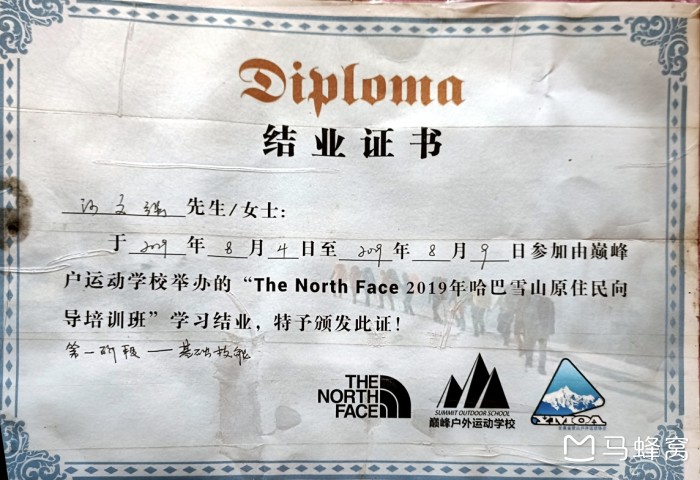 Diploma
结业证书
先生/女士:
于 2019 年 8 月 4 日至 2019 年 8 月 9 日参加由巅峰
户运动学校举办的“The North Face 2019年哈巴雪山原住民向
导培训班”学习结业，特予颁发此证！
第一阶段 — 基础技能
THE NORTH FACE
SUMMIT OUTDOOR SCHOOL
巅峰户外运动学校
马蜂窝